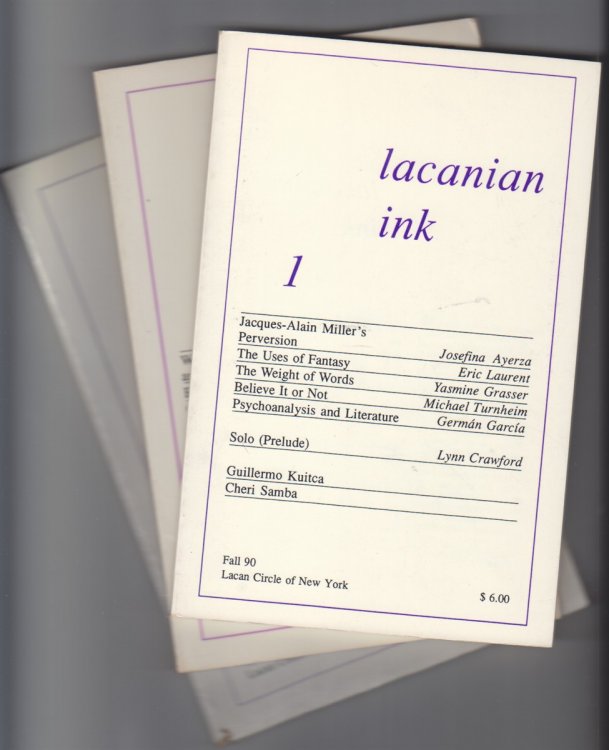 lacanian
ink
1
Jacques-Alain Miller's
Perversion Josefina Ayerza
The Uses of Fantasy Eric Laurent
The Weight of Words Yasmine Grasser
Believe It or Not Michael Turnheim
Psychoanalysis and Literature Germán García
Solo (Prelude) Lynn Crawford
Guillermo Kuitca
Cheri Samba
Fall 90
Lacan Circle of New York
$ 6.00